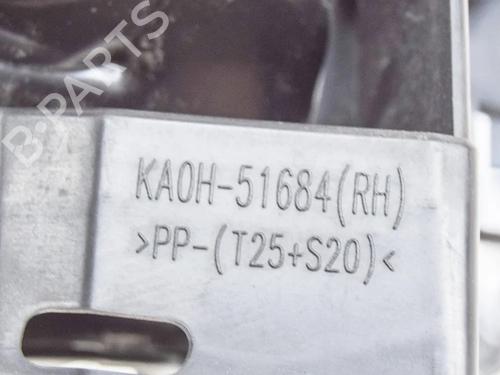 B-PARTS
KA0H-51684(RH)
>PP-(T25+S20)<